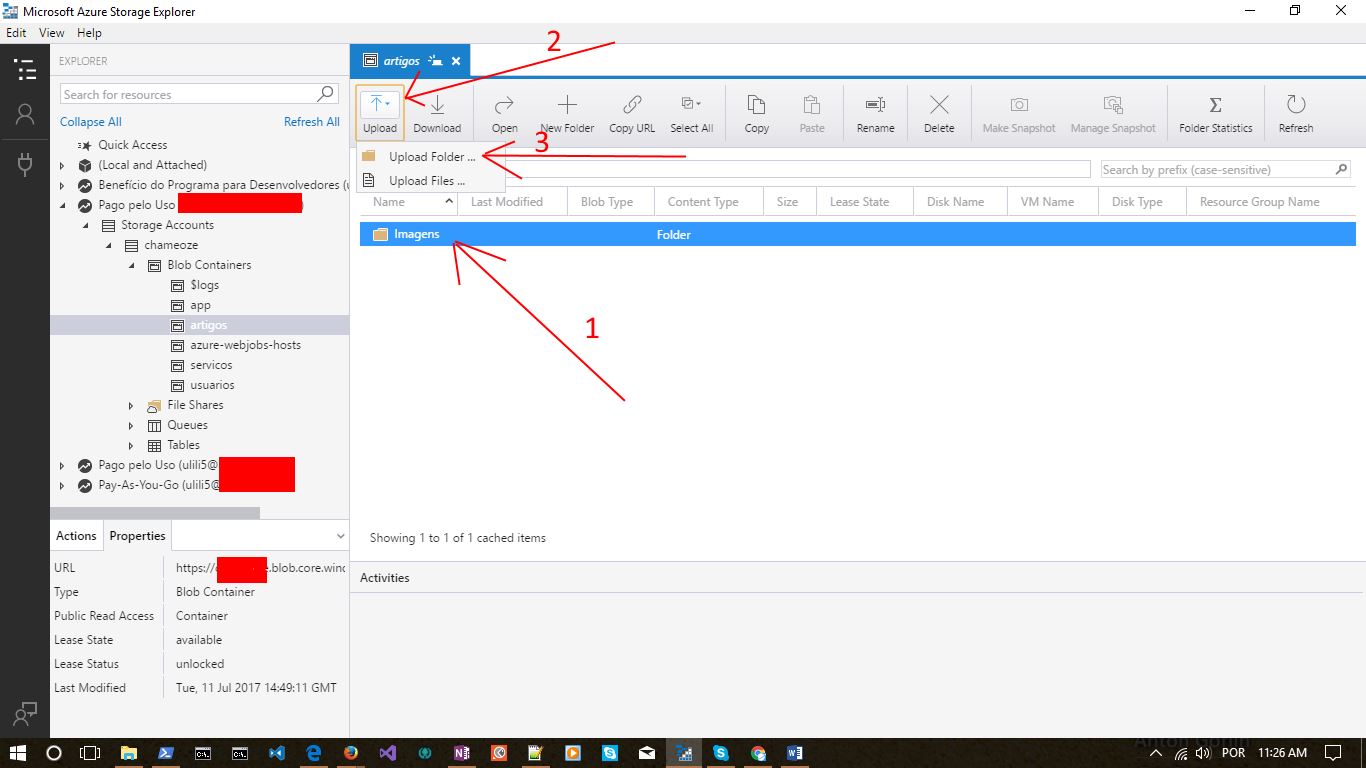 Microsoft Azure Storage Explorer
Edit View Help
EXPLORER
Search for resources
Collapse All Refresh All
Quick Access
(Local and Attached)
Benefício do Programa para Desenvolvedores (u
Pago pelo Uso )
Storage Accounts
chameoze
Blob Containers
$logs
app
artigos
azure-webjobs-hosts
servicos
usuarios
File Shares
Queues
Tables
Pago pelo Uso (ulili5@
Pay-As-You-Go (ulili5@
Actions Properties
URL https:// .blob.core.winc
Type Blob Container
Public Read Access Container
Lease State available
Lease Status unlocked
Last Modified Tue, 11 Jul 2017 14:49:11 GMT
artigos
2
Upload Download Open New Folder Copy URL Select All Copy Paste Rename Delete Make Snapshot Manage Snapshot Folder Statistics Refresh
3
Upload Folder ...
Upload Files ...
Search by prefix (case-sensitive)
Name Last Modified Blob Type Content Type Size Lease State Disk Name VM Name Disk Type Resource Group Name
Imagens Folder
1
Showing 1 to 1 of 1 cached items
Activities
Anton Gorlin
POR 11:26 AM